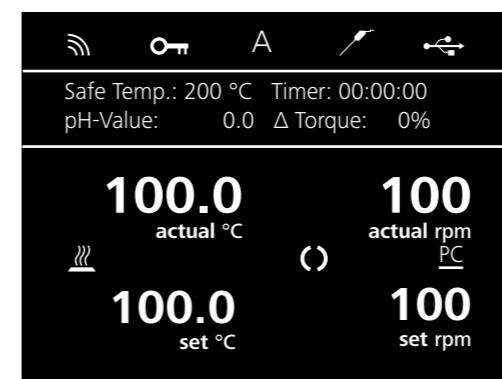 A
Safe Temp.: 200 °C Timer: 00:00:00
pH-Value: 0.0 Δ Torque: 0%
100.0 100
actual °C actual rpm
PC
100.0 100
set °C set rpm